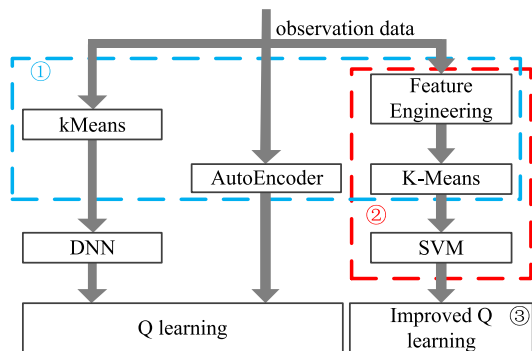 observation data
①
Feature
Engineering
kMeans
AutoEncoder
K-Means
②
DNN
SVM
Q learning
Improved Q
learning
③